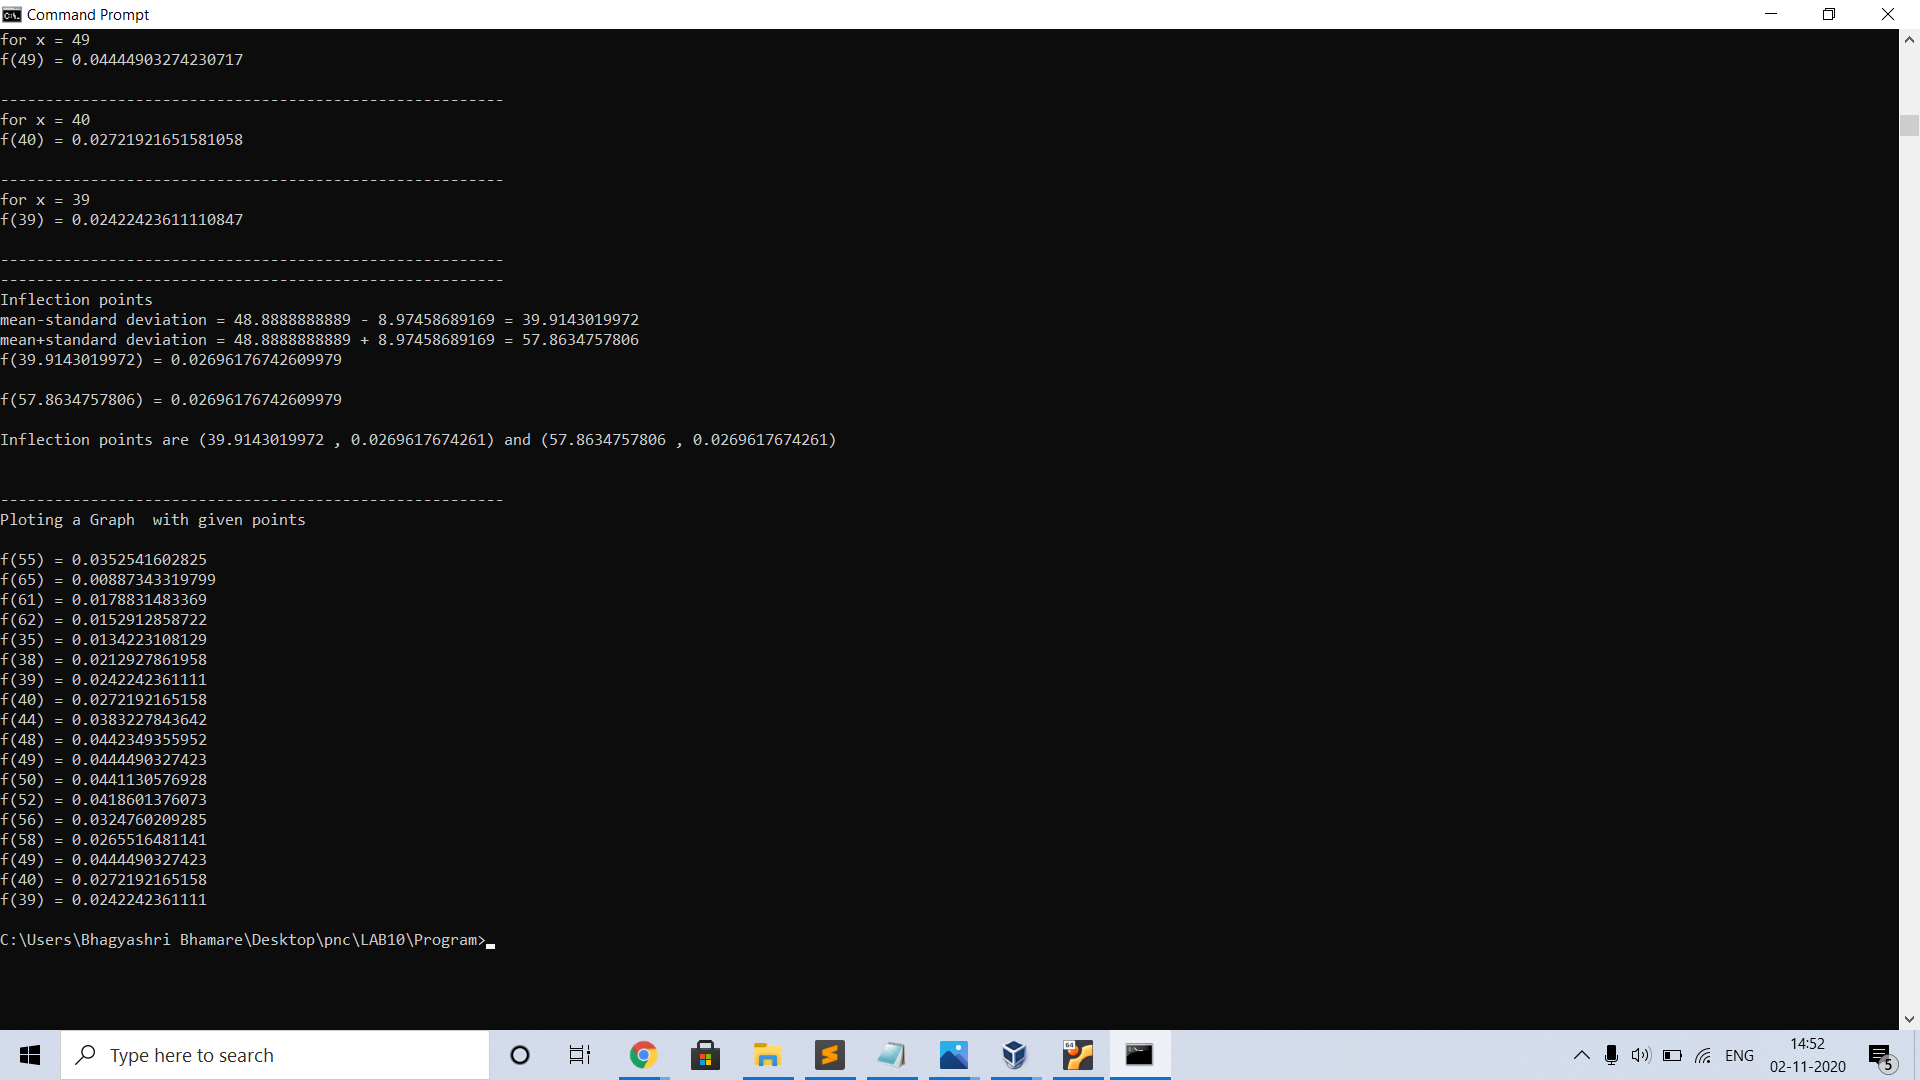 Command Prompt
for x = 49
f(49) = 0.04444903274230717
--------------------------------------------------------
for x = 40
f(40) = 0.02721921651581058
--------------------------------------------------------
for x = 39
f(39) = 0.02422423611110847
--------------------------------------------------------
--------------------------------------------------------
Inflection points
mean-standard deviation = 48.8888888889 - 8.97458689169 = 39.9143019972
mean+standard deviation = 48.8888888889 + 8.97458689169 = 57.8634757806
f(39.9143019972) = 0.02696176742609979
f(57.8634757806) = 0.02696176742609979
Inflection points are (39.9143019972 , 0.0269617674261) and (57.8634757806 , 0.0269617674261)
--------------------------------------------------------
Ploting a Graph  with given points
f(55) = 0.0352541602825
f(65) = 0.00887343319799
f(61) = 0.0178831483369
f(62) = 0.0152912858722
f(35) = 0.0134223108129
f(38) = 0.0212927861958
f(39) = 0.0242242361111
f(40) = 0.0272192165158
f(44) = 0.0383227843642
f(48) = 0.0442349355952
f(49) = 0.0444490327423
f(50) = 0.0441130576928
f(52) = 0.0418601376073
f(56) = 0.0324760209285
f(58) = 0.0265516481141
f(49) = 0.0444490327423
f(40) = 0.0272192165158
f(39) = 0.0242242361111
C:\Users\Bhagyashri Bhamare\Desktop\pnc\LAB10\Program>
Type here to search
64
ENG
14:52
02-11-2020
5